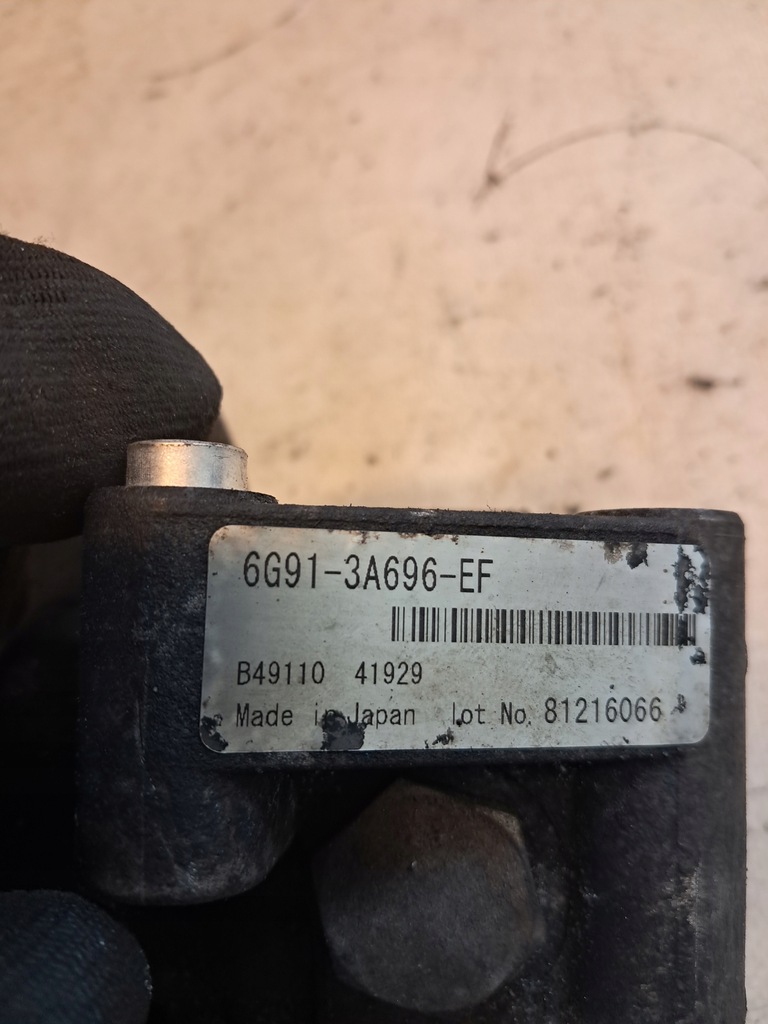 6G91-3A696-EF
B49110 41929
Made in Japan lot No. 81216066